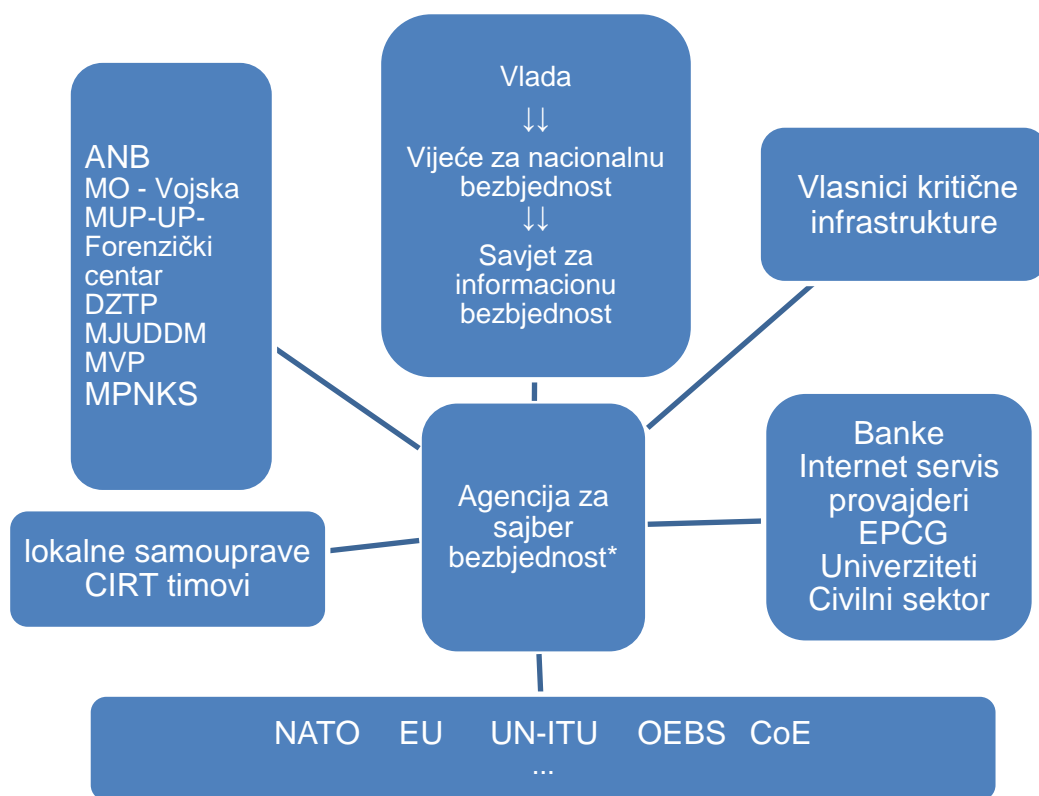 Vlada
↓↓
Vijeće za nacionalnu
bezbjednost
↓↓
Savjet za
informacionu
bezbjednost
ANB
MO - Vojska
MUP-UP-
Forenzički
centar
DZTP
MJUDDM
MVP
MPNKS
Vlasnici kritične
infrastrukture
Agencija za
sajber
bezbjednost*
Banke
Internet servis
provajderi
EPCG
Univerziteti
Civilni sektor
lokalne samouprave
CIRT timovi
NATO EU UN-ITU OEBS CoE
...